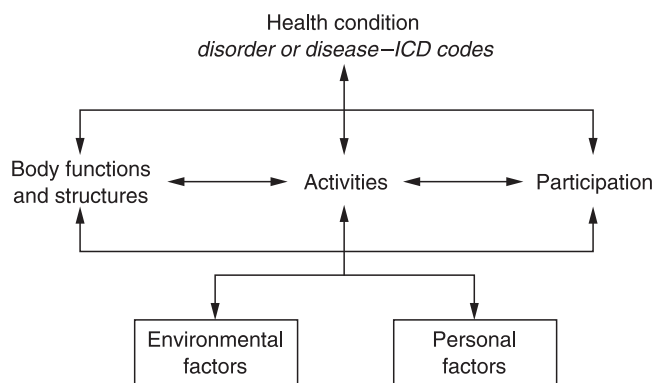 Health condition
disorder or disease–ICD codes
Body functions
and structures
Activities
Participation
Environmental
factors
Personal
factors